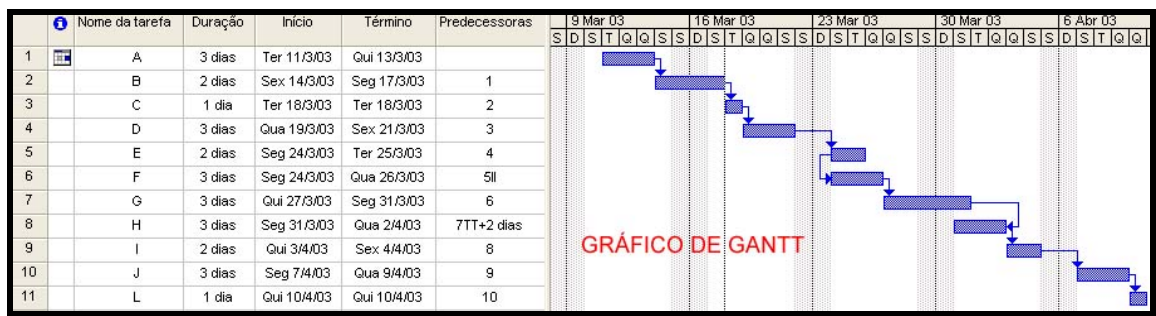 Nome da tarefa Duração Início Término Predecessoras 9 Mar 03 16 Mar 03 23 Mar 03 30 Mar 03 6 Abr 03
S D S T Q Q S S D S T Q Q S S D S T Q Q S S D S T Q Q S S D S T Q Q
1 A 3 dias Ter 11/3/03 Qui 13/3/03
2 B 2 dias Sex 14/3/03 Seg 17/3/03 1
3 C 1 dia Ter 18/3/03 Ter 18/3/03 2
4 D 3 dias Qua 19/3/03 Sex 21/3/03 3
5 E 2 dias Seg 24/3/03 Ter 25/3/03 4
6 F 3 dias Seg 24/3/03 Qua 26/3/03 5II
7 G 3 dias Qui 27/3/03 Seg 31/3/03 6
8 H 3 dias Seg 31/3/03 Qua 2/4/03 7TT+2 dias
9 I 2 dias Qui 3/4/03 Sex 4/4/03 8
10 J 3 dias Seg 7/4/03 Qua 9/4/03 9
11 L 1 dia Qui 10/4/03 Qui 10/4/03 10
GRÁFICO DE GANTT